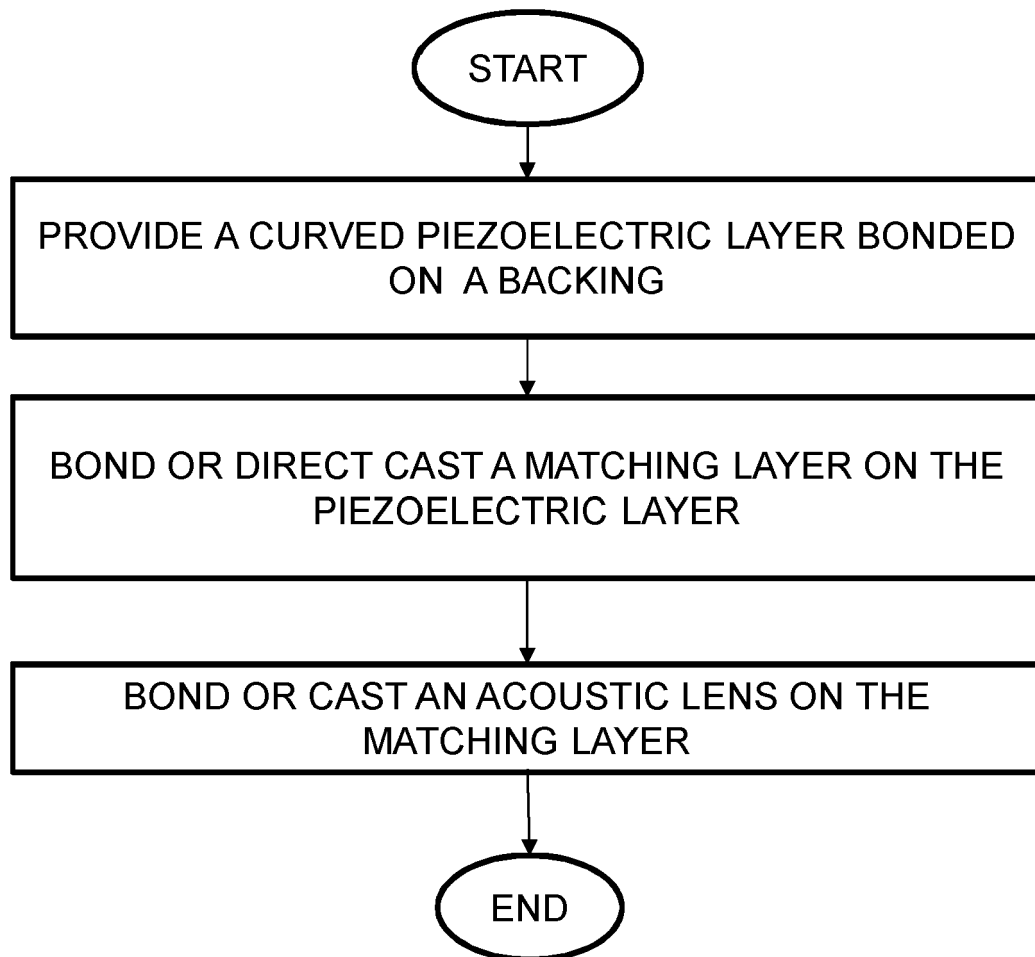 START
PROVIDE A CURVED PIEZOELECTRIC LAYER BONDED
ON A BACKING
BOND OR DIRECT CAST A MATCHING LAYER ON THE
PIEZOELECTRIC LAYER
BOND OR CAST AN ACOUSTIC LENS ON THE
MATCHING LAYER
END